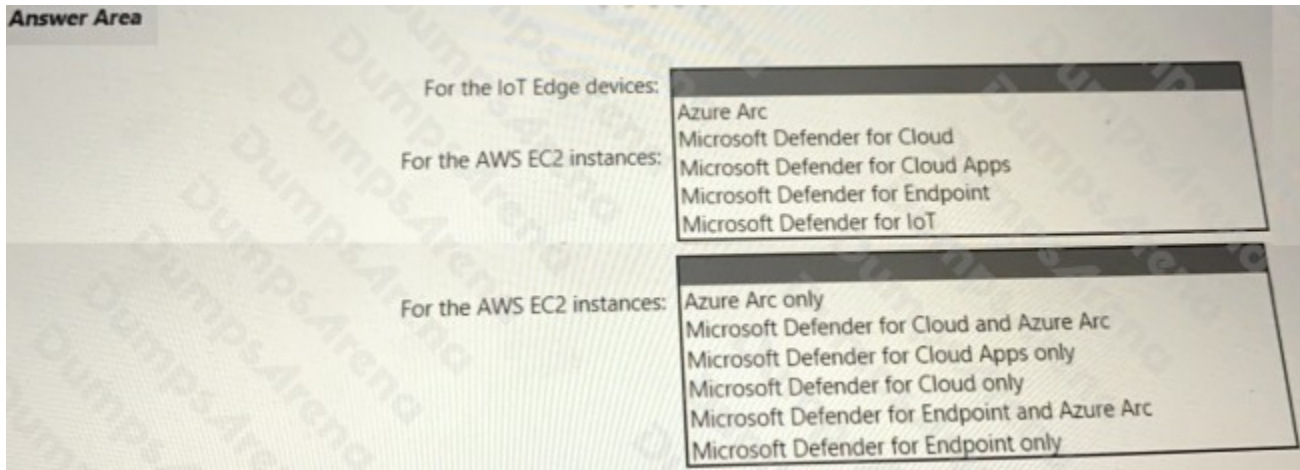 Answer Area
For the IoT Edge devices:
Azure Arc
Microsoft Defender for Cloud
For the AWS EC2 instances:
Microsoft Defender for Cloud Apps
Microsoft Defender for Endpoint
Microsoft Defender for IoT
For the AWS EC2 instances:
Azure Arc only
Microsoft Defender for Cloud and Azure Arc
Microsoft Defender for Cloud Apps only
Microsoft Defender for Cloud only
Microsoft Defender for Endpoint and Azure Arc
Microsoft Defender for Endpoint only
DumpsArena